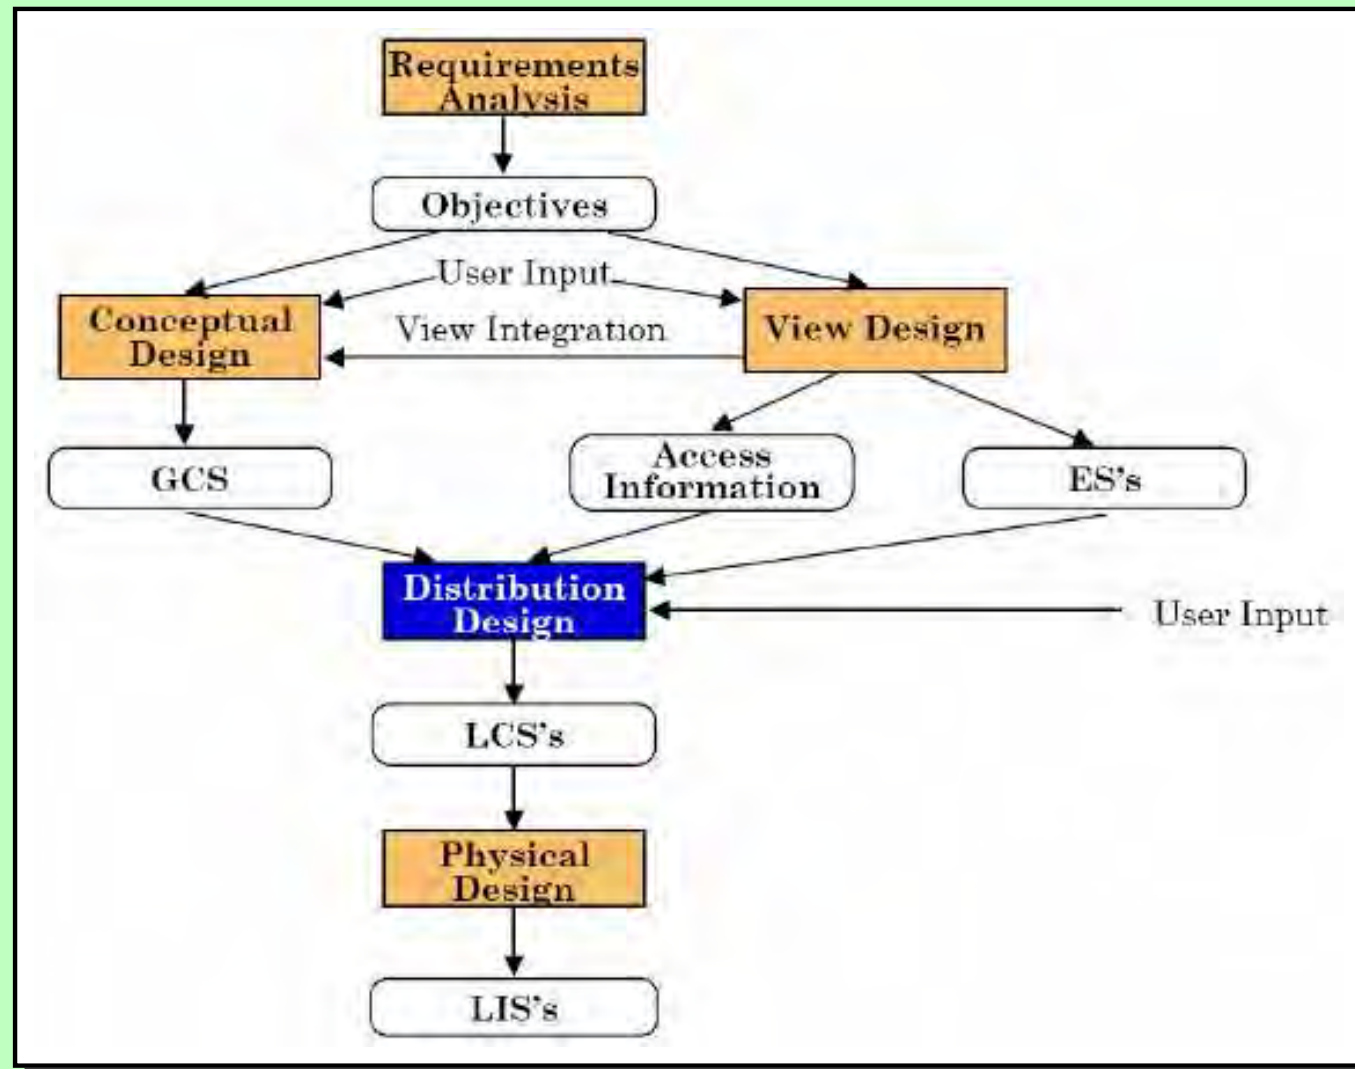 Requirements
Analysis
Objectives
User Input
Conceptual
Design
View Integration
View Design
GCS
Access
Information
ES's
Distribution
Design
User Input
LCS's
Physical
Design
LIS's